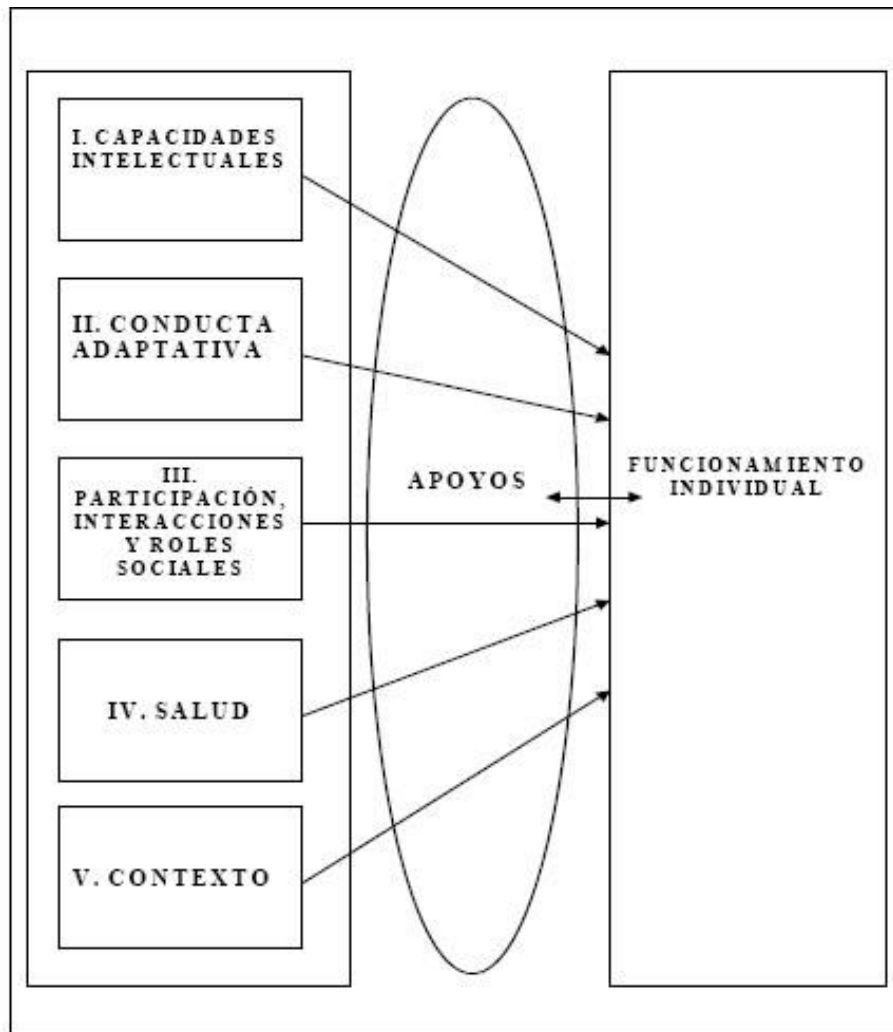 I. CAPACIDADES
INTELECTUALES
II. CONDUCTA
ADAPTATIVA
III.
PARTICIPACIÓN,
INTERACCIONES
Y ROLES
SOCIALES
IV. SALUD
V. CONTEXTO
APOYOS
FUNCIONAMIENTO
INDIVIDUAL